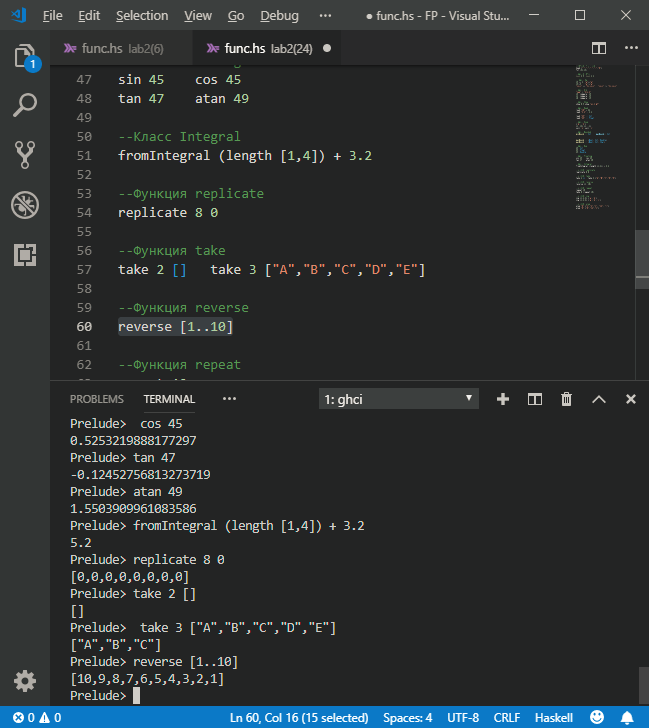 File Edit Selection View Go Debug ··· ● func.hs - FP - Visual Stu...
1
func.hs lab2(6) func.hs lab2(24) ●
47 sin 45    cos 45
48 tan 47    atan 49
49
50 --Класс Integral
51 fromIntegral (length [1,4]) + 3.2
52
53 --Функция replicate
54 replicate 8 0
55
56 --Функция take
57 take 2 []   take 3 ["A","B","C","D","E"]
58
59 --Функция reverse
60 reverse [1..10]
61
62 --Функция repeat
PROBLEMS TERMINAL ··· 1: ghci
Prelude>  cos 45
0.5253219888177297
Prelude> tan 47
-0.12452756813273719
Prelude> atan 49
1.5503909961083586
Prelude> fromIntegral (length [1,4]) + 3.2
5.2
Prelude> replicate 8 0
[0,0,0,0,0,0,0,0]
Prelude> take 2 []
[]
Prelude>  take 3 ["A","B","C","D","E"]
["A","B","C"]
Prelude> reverse [1..10]
[10,9,8,7,6,5,4,3,2,1]
Prelude>
0 0 Ln 60, Col 16 (15 selected) Spaces: 4 UTF-8 CRLF Haskell